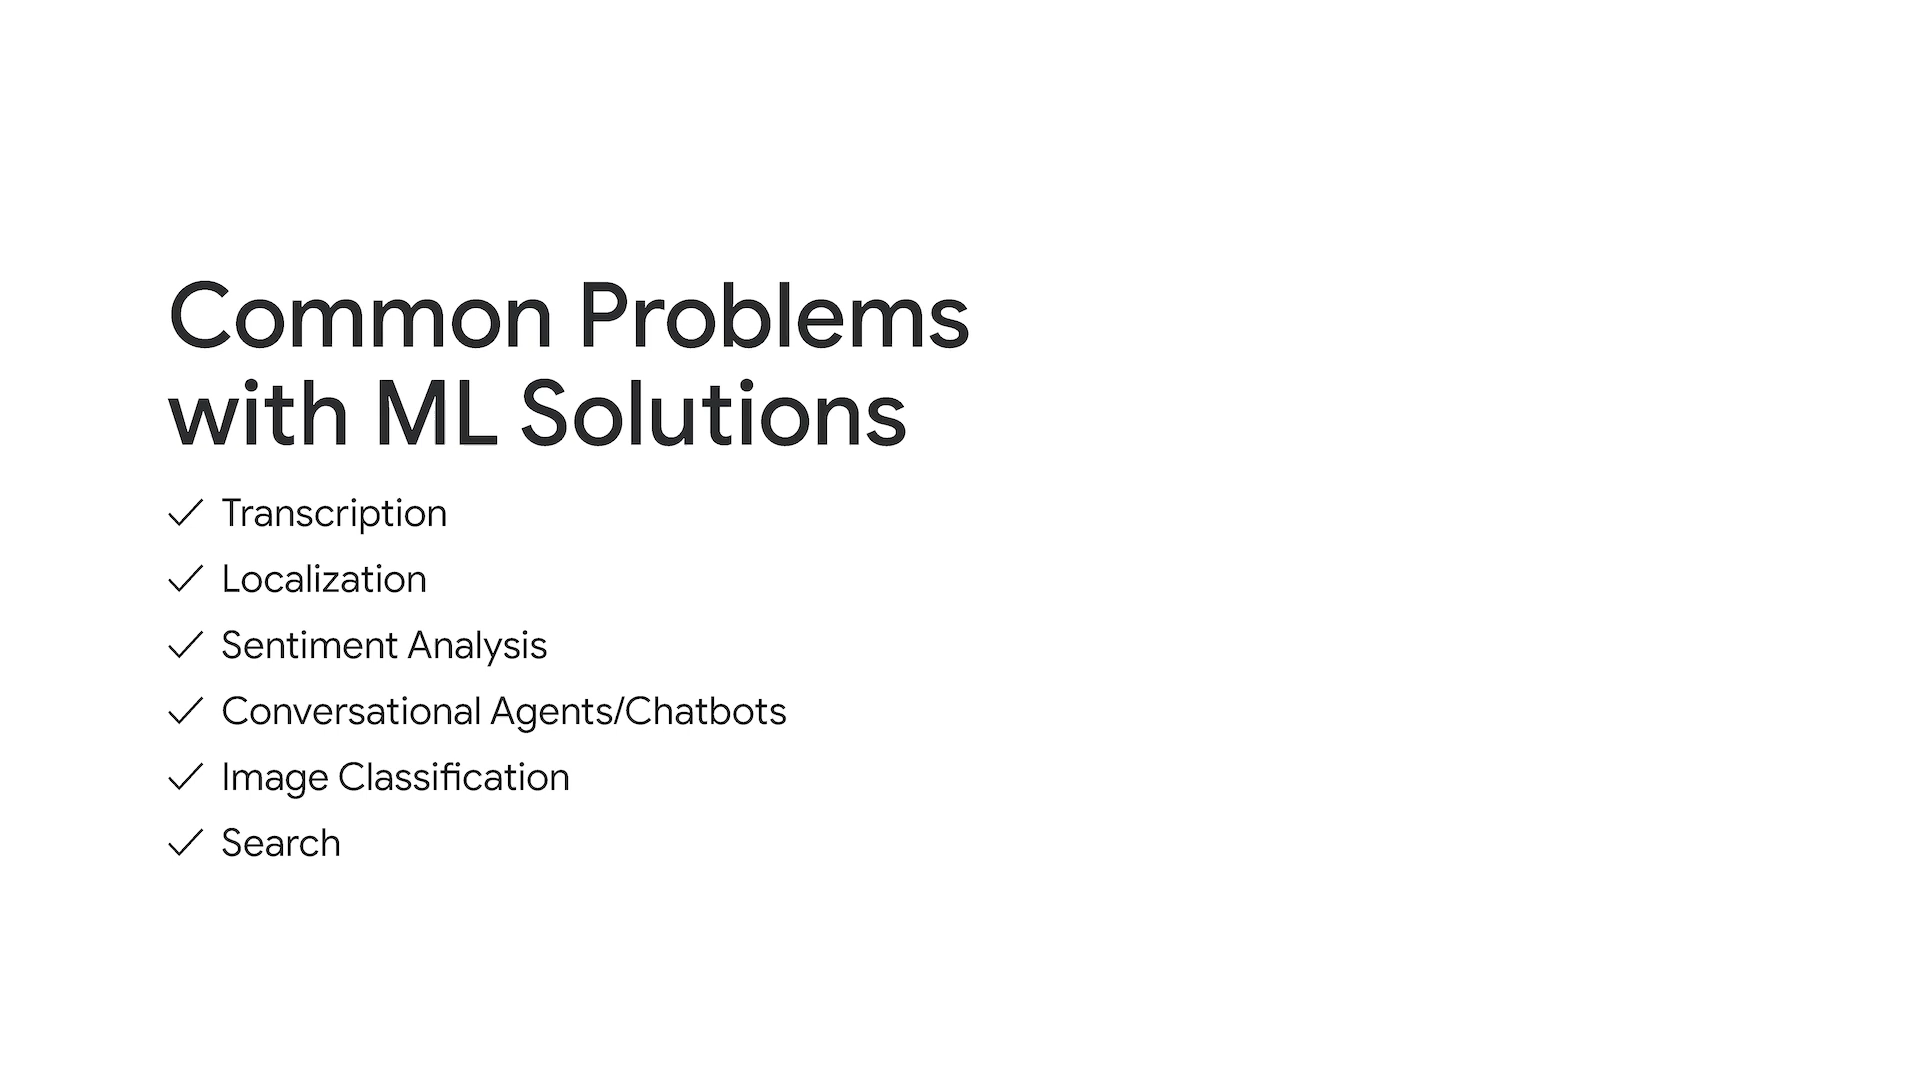 Common Problems
with ML Solutions
Transcription
Localization
Sentiment Analysis
Conversational Agents/Chatbots
Image Classification
Search